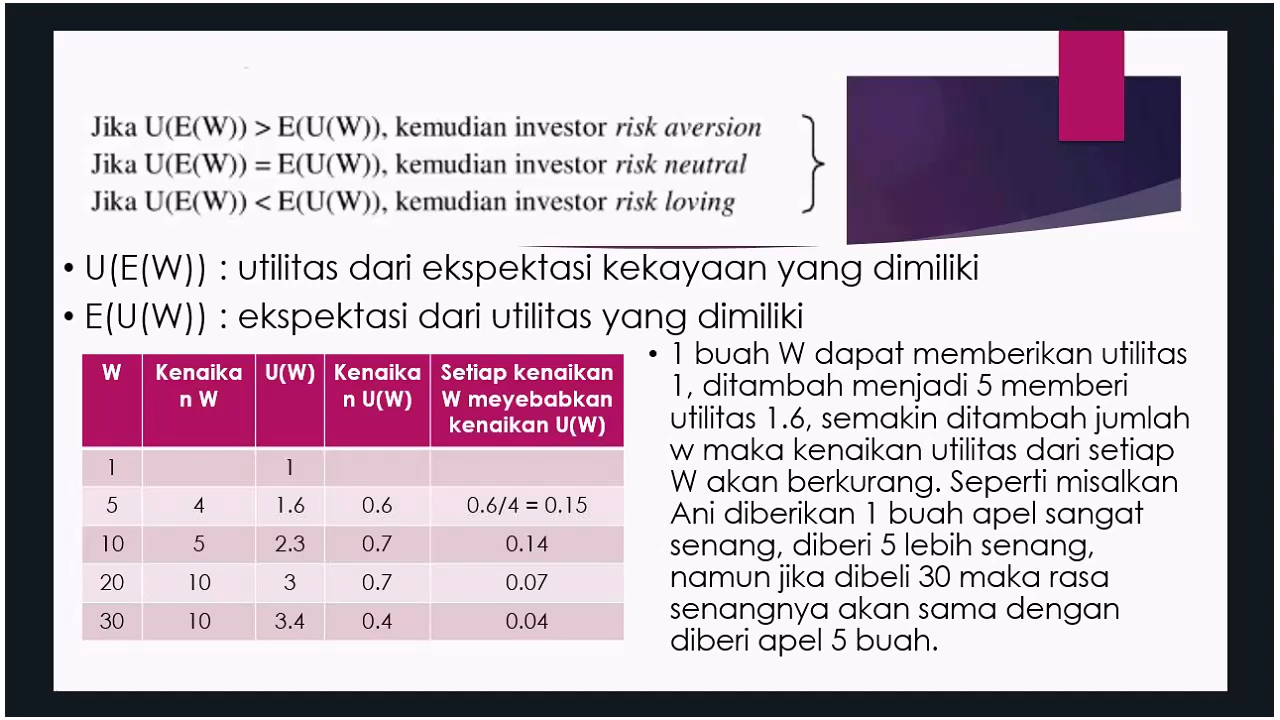 Jika U(E(W)) > E(U(W)), kemudian investor risk aversion
Jika U(E(W)) = E(U(W)), kemudian investor risk neutral
Jika U(E(W)) < E(U(W)), kemudian investor risk loving
• U(E(W)) : utilitas dari ekspektasi kekayaan yang dimiliki
• E(U(W)) : ekspektasi dari utilitas yang dimiliki
W | Kenaika n W | U(W) | Kenaika n U(W) | Setiap kenaikan W meyebabkan kenaikan U(W)
1 | | 1 | |
5 | 4 | 1.6 | 0.6 | 0.6/4 = 0.15
10 | 5 | 2.3 | 0.7 | 0.14
20 | 10 | 3 | 0.7 | 0.07
30 | 10 | 3.4 | 0.4 | 0.04
• 1 buah W dapat memberikan utilitas
1, ditambah menjadi 5 memberi
utilitas 1.6, semakin ditambah jumlah
w maka kenaikan utilitas dari setiap
W akan berkurang. Seperti misalkan
Ani diberikan 1 buah apel sangat
senang, diberi 5 lebih senang,
namun jika dibeli 30 maka rasa
senangnya akan sama dengan
diberi apel 5 buah.